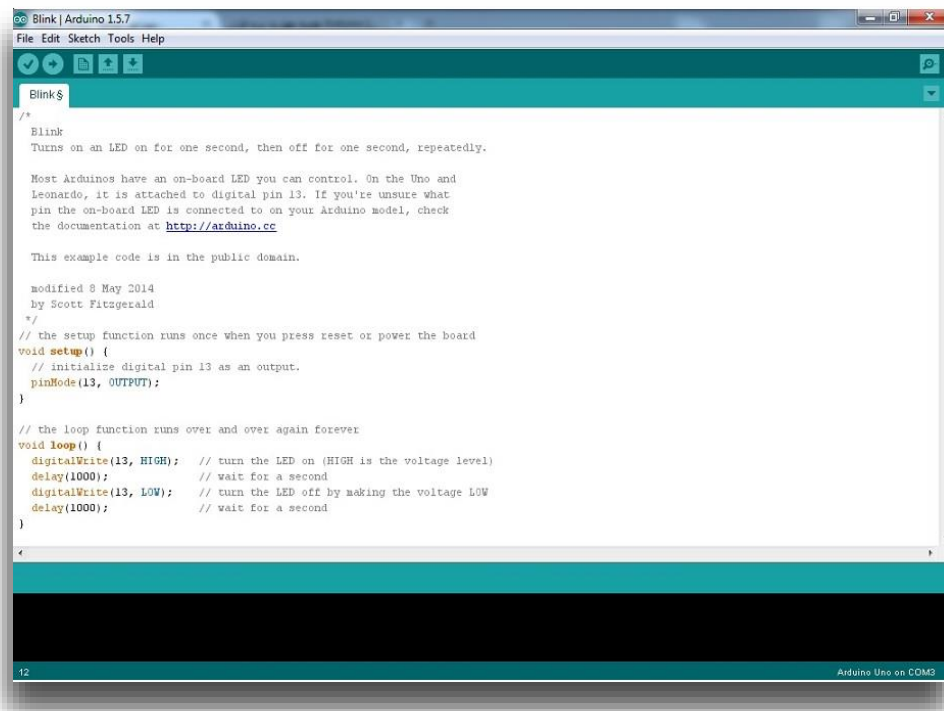 Blink | Arduino 1.5.7
File Edit Sketch Tools Help
Blink §
/*
Blink
Turns on an LED on for one second, then off for one second, repeatedly.
Most Arduinos have an on-board LED you can control. On the Uno and
Leonardo, it is attached to digital pin 13. If you're unsure what
pin the on-board LED is connected to on your Arduino model, check
the documentation at http://arduino.cc
This example code is in the public domain.
modified 8 May 2014
by Scott Fitzgerald
*/
// the setup function runs once when you press reset or power the board
void setup() {
// initialize digital pin 13 as an output.
pinMode(13, OUTPUT);
}
// the loop function runs over and over again forever
void loop() {
digitalWrite(13, HIGH); // turn the LED on (HIGH is the voltage level)
delay(1000); // wait for a second
digitalWrite(13, LOW); // turn the LED off by making the voltage LOW
delay(1000); // wait for a second
}
12 Arduino Uno on COM3